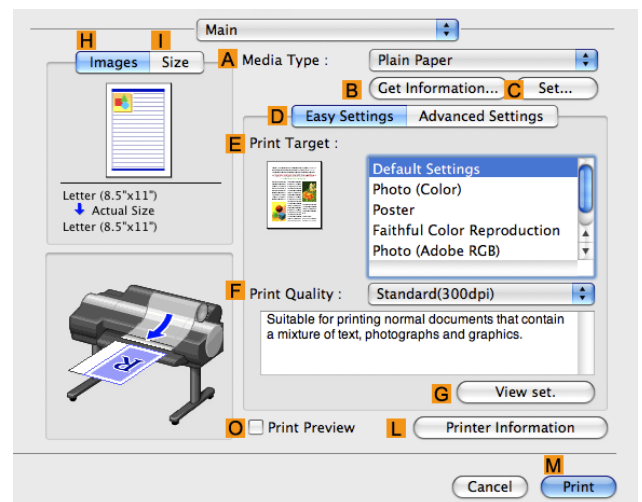 Main
H I
Images Size
A Media Type : Plain Paper
B Get Information... C Set...
D Easy Settings Advanced Settings
E Print Target :
Default Settings
Photo (Color)
Poster
Faithful Color Reproduction
Photo (Adobe RGB)
Letter (8.5"x11")
Actual Size
Letter (8.5"x11")
F Print Quality : Standard(300dpi)
Suitable for printing normal documents that contain
a mixture of text, photographs and graphics.
R
G View set.
O Print Preview L Printer Information
M
Cancel Print